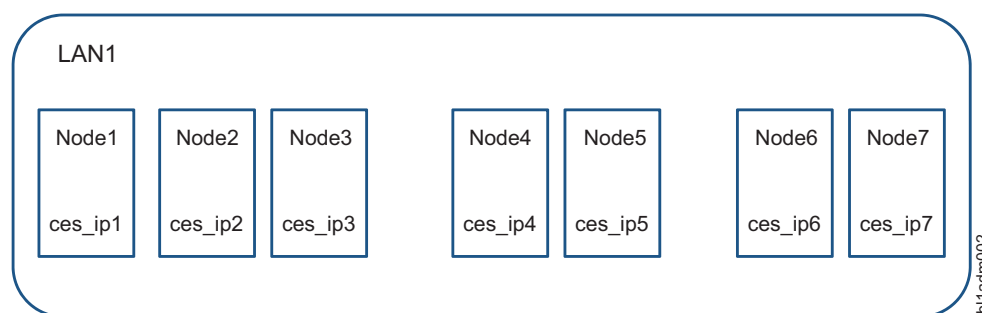 LAN1
Node1 Node2 Node3 Node4 Node5 Node6 Node7
ces_ip1 ces_ip2 ces_ip3 ces_ip4 ces_ip5 ces_ip6 ces_ip7